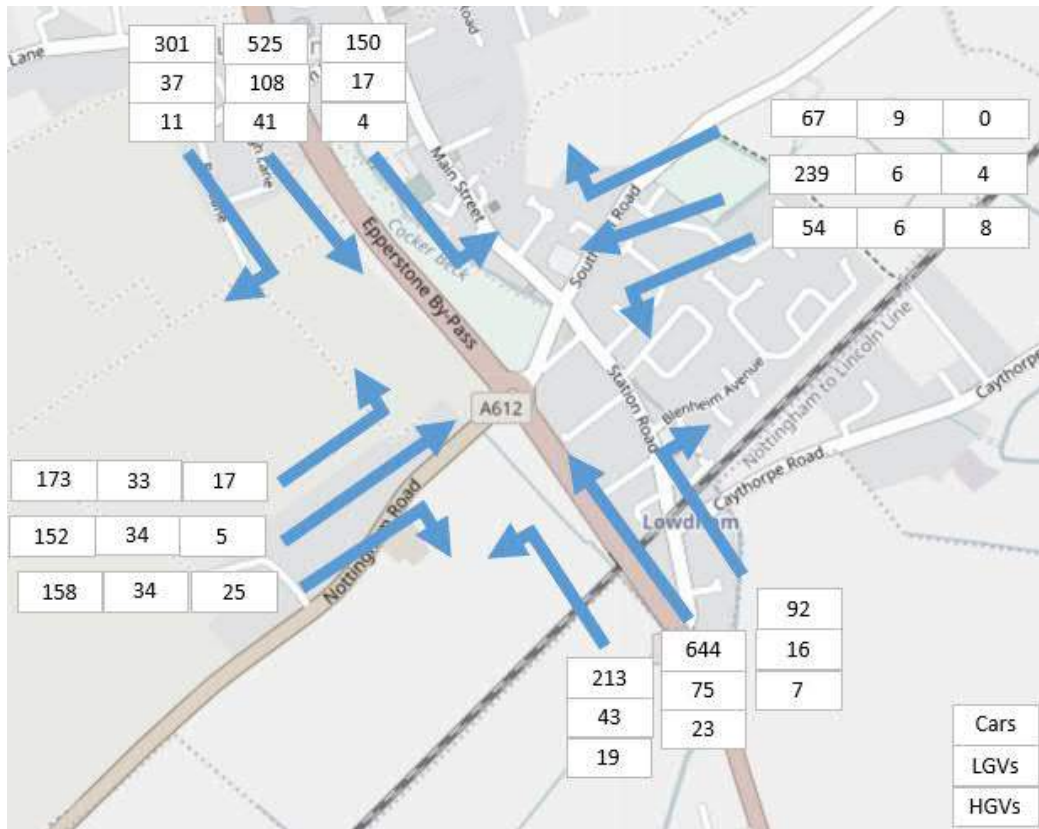 Lane
Road
301 525 150
37 108 17
11 41 4
67 9 0
239 6 4
54 6 8
Main Street
Cocker Beck
Epperstone By-Pass
South
Road
Station Road
Blenheim Avenue
Nottingham to Lincoln Line
Caythorpe
Caythorpe Road
A612
Lowdham
Nottingham Road
173 33 17
152 34 5
158 34 25
213
43
19
644
75
23
92
16
7
Cars
LGVs
HGVs